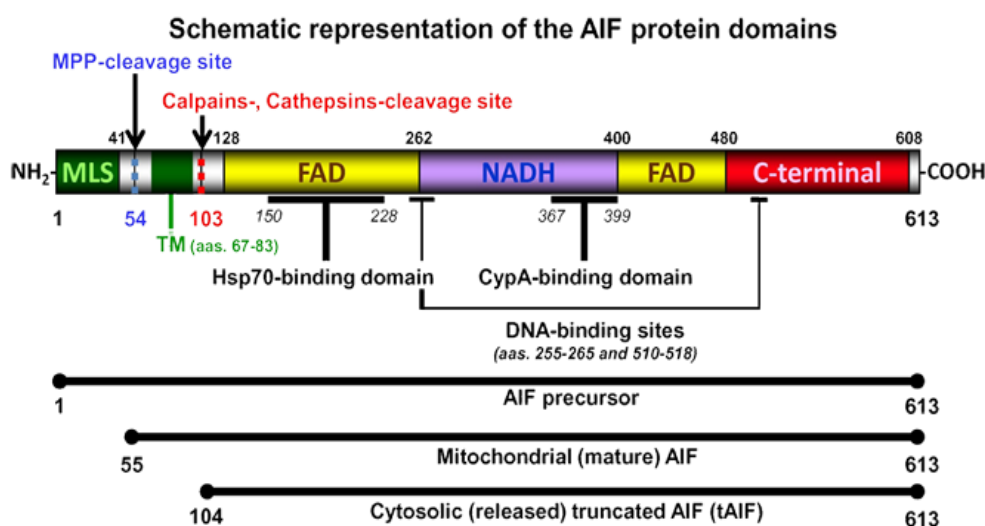 Schematic representation of the AIF protein domains
MPP-cleavage site
Calpains-, Cathepsins-cleavage site
41 128 262 400 480 608
NH2- MLS FAD NADH FAD C-terminal -COOH
1 54 103 150 228 367 399 613
TM (aas. 67-83)
Hsp70-binding domain CypA-binding domain
DNA-binding sites
(aas. 255-265 and 510-518)
AIF precursor
1 613
Mitochondrial (mature) AIF
55 613
Cytosolic (released) truncated AIF (tAIF)
104 613